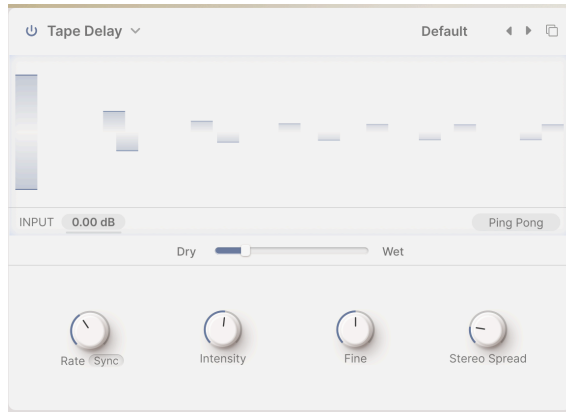 Tape Delay Default
INPUT 0.00 dB Ping Pong
Dry Wet
Rate Sync Intensity Fine Stereo Spread